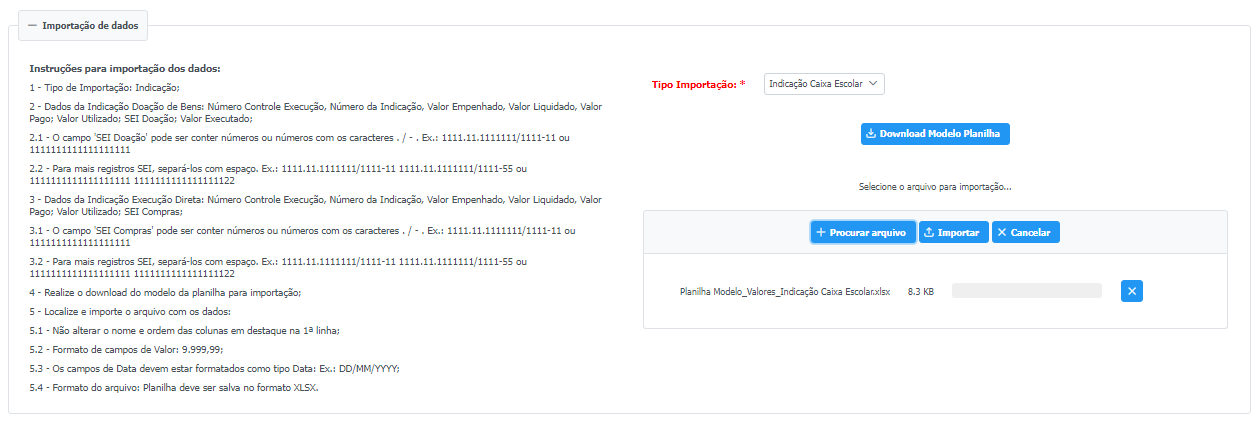 Importação de dados
Instruções para importação dos dados:
1 - Tipo de Importação: Indicação;
2 - Dados da Indicação Doação de Bens: Número Controle Execução, Número da Indicação, Valor Empenhado, Valor Liquidado, Valor
Pago; Valor Utilizado; SEI Doação; Valor Executado;
2.1 - O campo 'SEI Doação' pode ser conter números ou números com os caracteres . / - . Ex.: 1111.11.1111111/1111-11 ou
1111111111111111111
2.2 - Para mais registros SEI, separá-los com espaço. Ex.: 1111.11.1111111/1111-11 1111.11.1111111/1111-55 ou
1111111111111111111 1111111111111111122
3 - Dados da Indicação Execução Direta: Número Controle Execução, Número da Indicação, Valor Empenhado, Valor Liquidado, Valor
Pago; Valor Utilizado; SEI Compras;
3.1 - O campo 'SEI Compras' pode ser conter números ou números com os caracteres . / - . Ex.: 1111.11.1111111/1111-11 ou
1111111111111111111
3.2 - Para mais registros SEI, separá-los com espaço. Ex.: 1111.11.1111111/1111-11 1111.11.1111111/1111-55 ou
1111111111111111111 1111111111111111122
4 - Realize o download do modelo da planilha para importação;
5 - Localize e importe o arquivo com os dados:
5.1 - Não alterar o nome e ordem das colunas em destaque na 1ª linha;
5.2 - Formato de campos de Valor: 9.999,99;
5.3 - Os campos de Data devem estar formatados como tipo Data: Ex.: DD/MM/YYYY;
5.4 - Formato do arquivo: Planilha deve ser salva no formato XLSX.
Tipo Importação: * Indicação Caixa Escolar
Download Modelo Planilha
Selecione o arquivo para importação...
Procurar arquivo Importar Cancelar
Planilha Modelo_Valores_Indicação Caixa Escolar.xlsx 8.3 KB